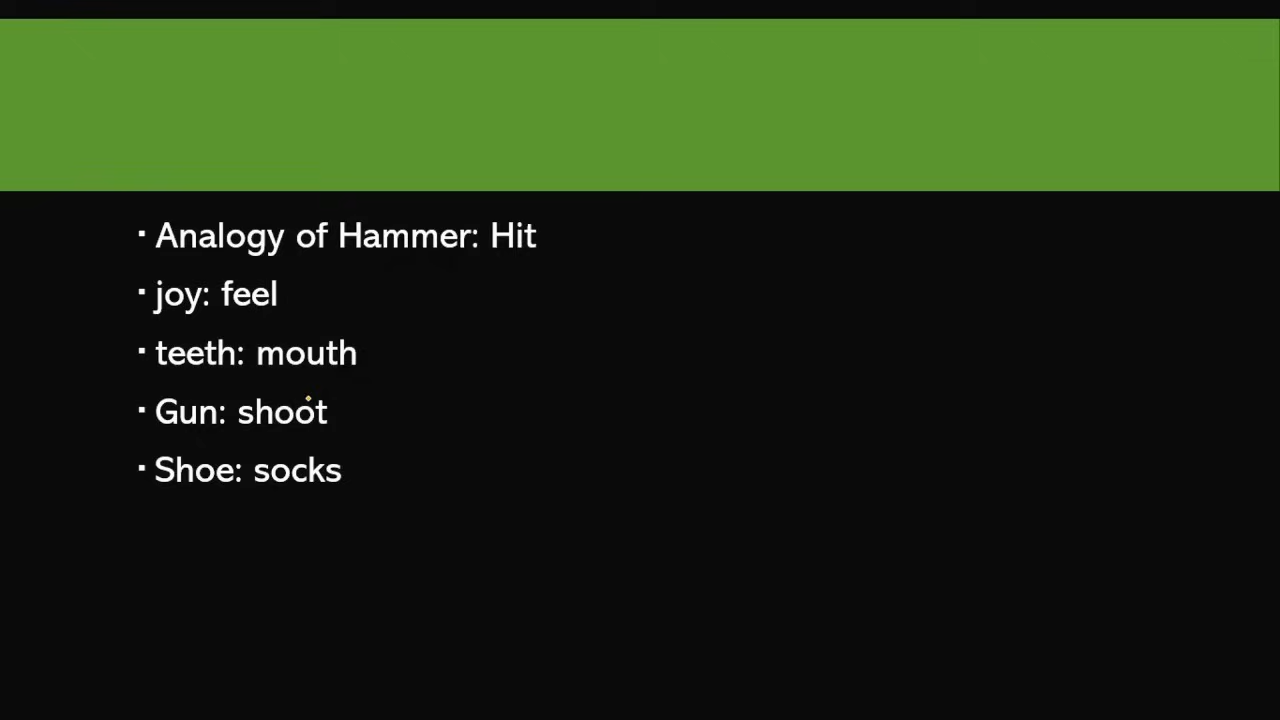 ▪ Analogy of Hammer: Hit
▪ joy: feel
▪ teeth: mouth
▪ Gun: shoot
▪ Shoe: socks